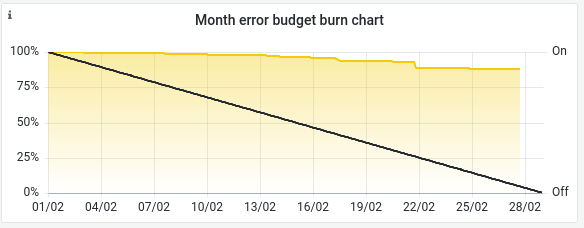 i
Month error budget burn chart
100% On
75%
50%
25%
0% Off
01/02 04/02 07/02 10/02 13/02 16/02 19/02 22/02 25/02 28/02